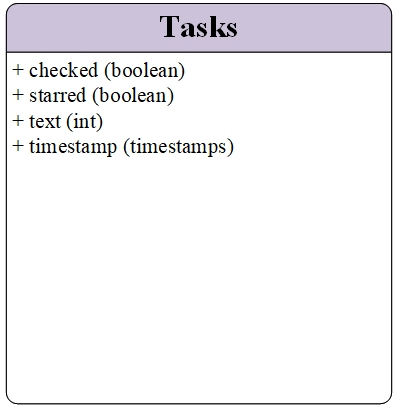 Tasks
+ checked (boolean)
+ starred (boolean)
+ text (int)
+ timestamp (timestamps)